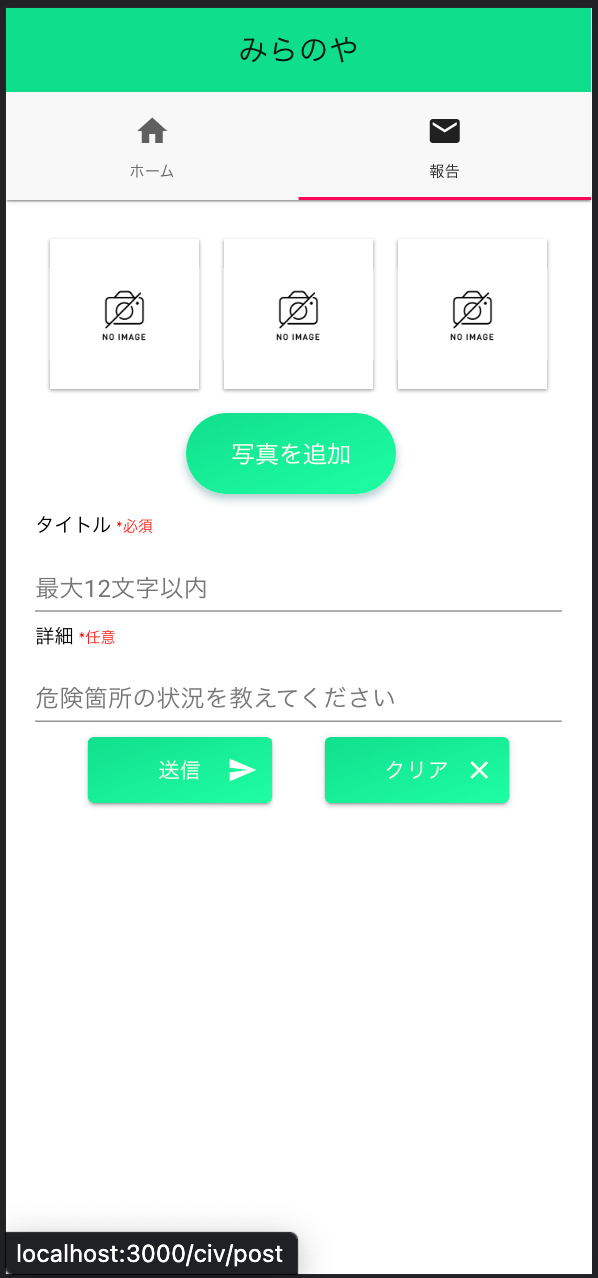 みらのや
ホーム
報告
NO IMAGE
NO IMAGE
NO IMAGE
写真を追加
タイトル *必須
最大12文字以内
詳細 *任意
危険箇所の状況を教えてください
送信
クリア
localhost:3000/civ/post